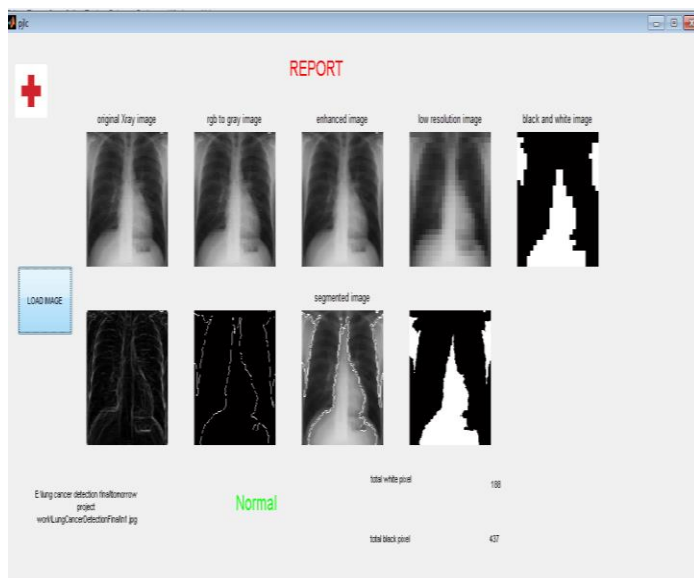 pjlc
REPORT
original Xray image
rgb to gray image
enhanced image
low resolution image
black and white image
LOAD IMAGE
segmented image
total white pixel
188
E:\lung cancer detection final\tomorrow
project
work\LungCancerDetectionFinal\n1.jpg
Normal
total black pixel
437